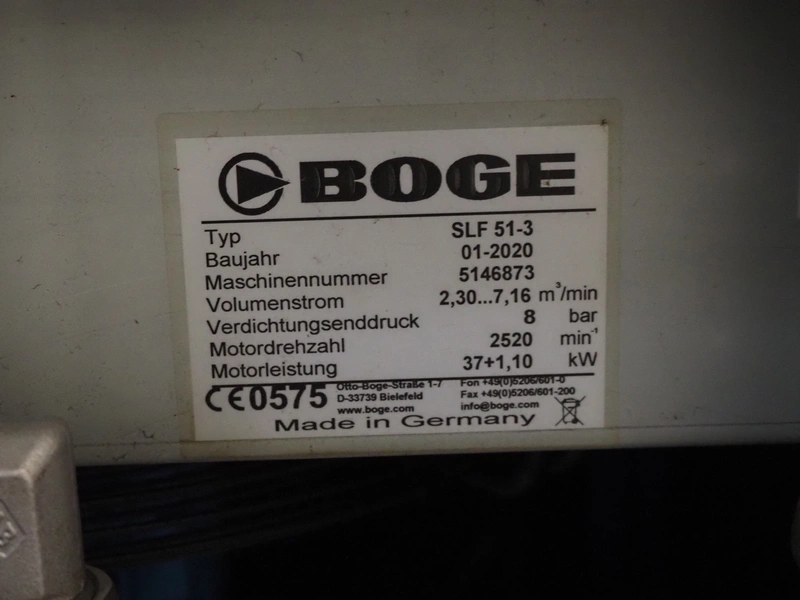 BOGE
Typ SLF 51-3
Baujahr 01-2020
Maschinennummer 5146873
Volumenstrom 2,30...7,16 m³/min
Verdichtungsenddruck 8 bar
Motordrehzahl 2520 min⁻¹
Motorleistung 37+1,10 kW
CE0575
Otto-Boge-Straße 1-7
D-33739 Bielefeld
www.boge.com
Fon +49(0)5206/601-0
Fax +49(0)5206/601-200
info@boge.com
Made in Germany